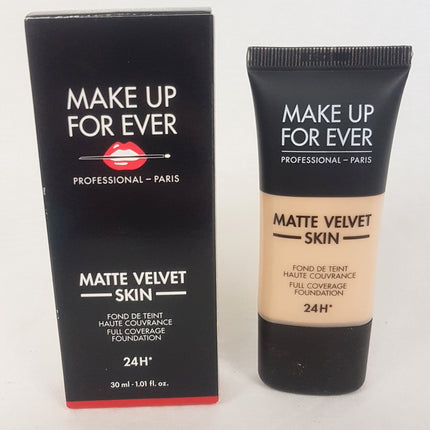 MAKE UP
FOR EVER
PROFESSIONAL – PARIS
MATTE VELVET
SKIN
FOND DE TEINT
HAUTE COUVRANCE
FULL COVERAGE
FOUNDATION
24H*
30 ml - 1.01 fl. oz.
MAKE UP
FOR EVER
PROFESSIONAL – PARIS
MATTE VELVET
SKIN
FOND DE TEINT
HAUTE COUVRANCE
FULL COVERAGE
FOUNDATION
24H*